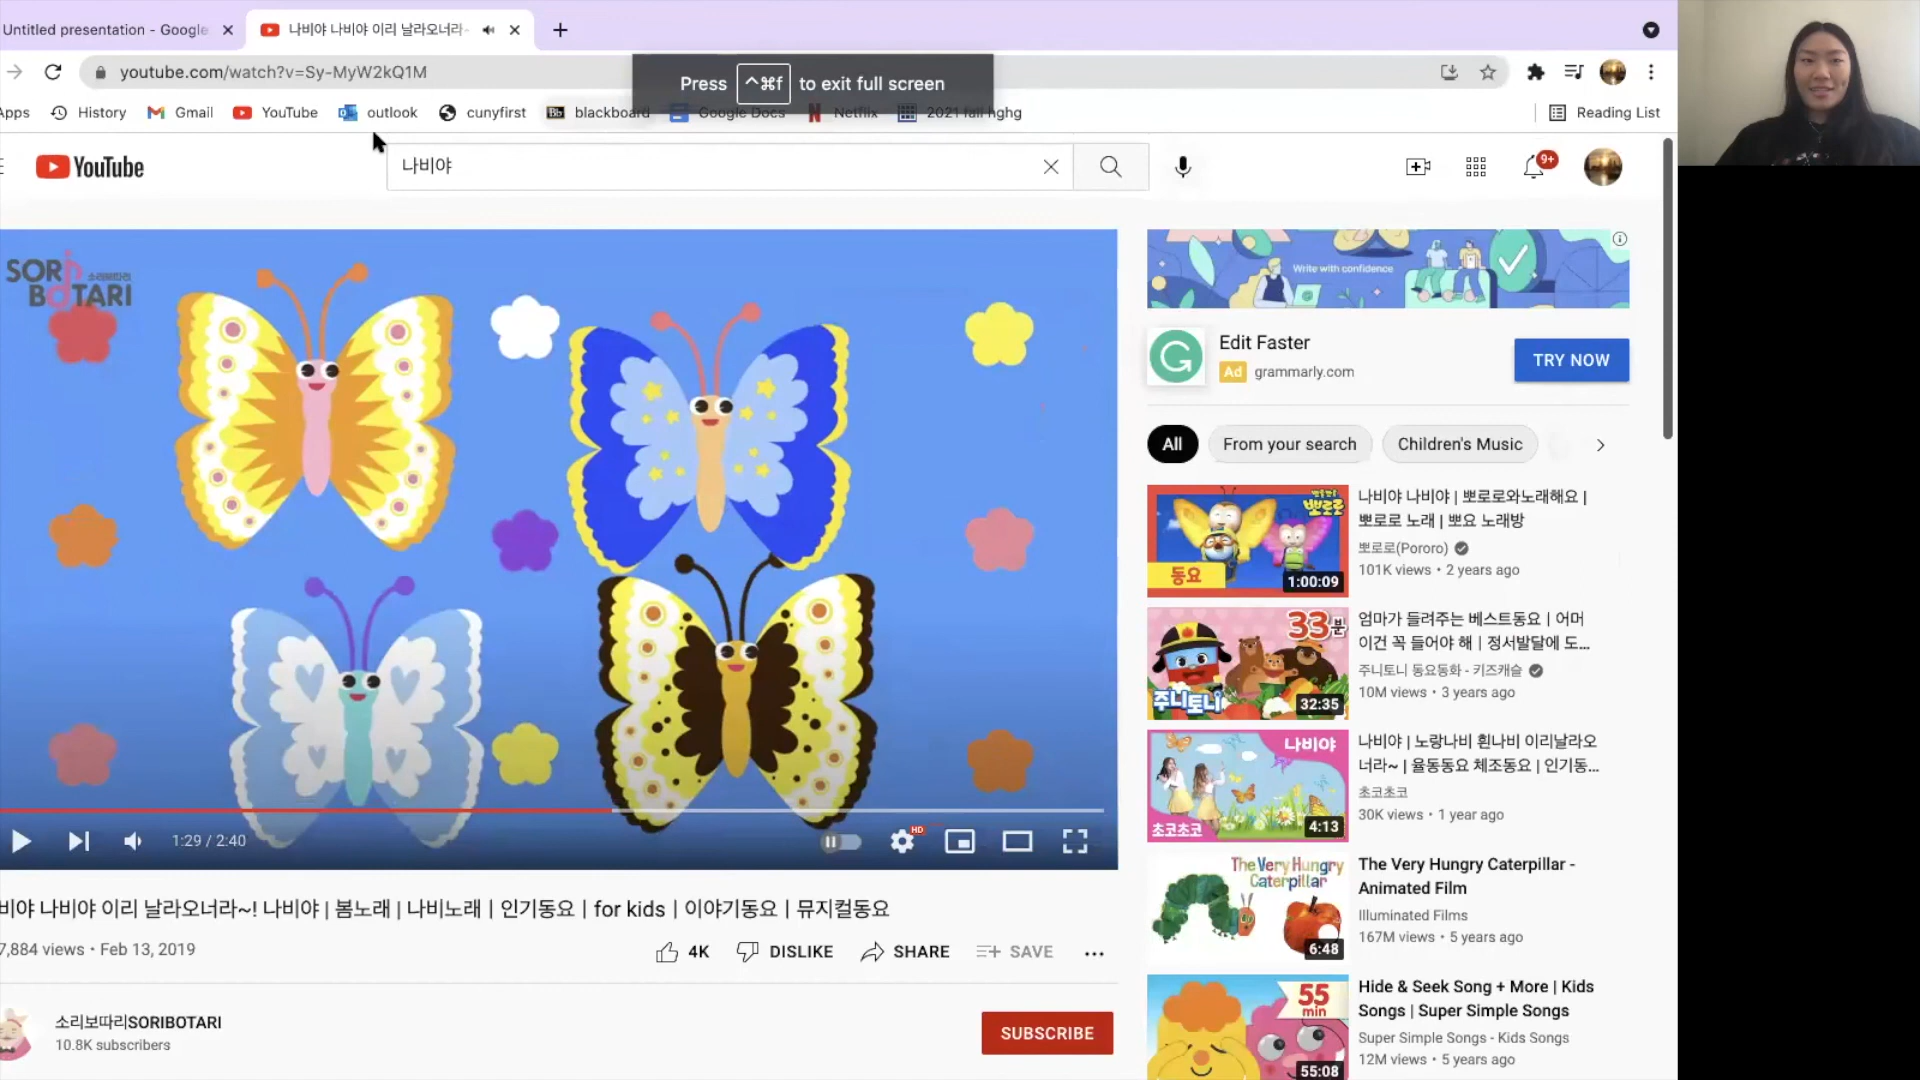 Untitled presentation - Google
나비야 나비야 이리 날라오너라~
youtube.com/watch?v=Sy-MyW2kQ1M
Press ^⌘f to exit full screen
History
Gmail
YouTube
outlook
cunyfirst
Bb blackboard
Google Docs
Netflix
2021 fall hghg
Reading List
YouTube
나비야
9+
SORI BOTARI 소리보따리
Write with confidence
Edit Faster
Ad grammarly.com
TRY NOW
All
From your search
Children's Music
동요
1:00:09
나비야 나비야 | 뽀로로와노래해요 |
뽀로로 노래 | 뽀요 노래방
뽀로로(Pororo)
101K views • 2 years ago
33분
주니토니
32:35
엄마가 들려주는 베스트동요 | 어머
이건 꼭 들어야 해 | 정서발달에 도...
주니토니 동요동화 - 키즈캐슬
10M views • 3 years ago
나비야
초코초코
4:13
나비야 | 노랑나비 흰나비 이리날라오
너라~ | 율동동요 체조동요 | 인기동...
초코초코
30K views • 1 year ago
The Very Hungry
Caterpillar
6:48
The Very Hungry Caterpillar -
Animated Film
Illuminated Films
167M views • 5 years ago
55
min
55:08
Hide & Seek Song + More | Kids
Songs | Super Simple Songs
Super Simple Songs - Kids Songs
12M views • 5 years ago
1:29 / 2:40
HD
비야 나비야 이리 날라오너라~! 나비야 | 봄노래 | 나비노래 | 인기동요 | for kids | 이야기동요 | 뮤지컬동요
7,884 views • Feb 13, 2019
4K
DISLIKE
SHARE
SAVE
소리보따리SORIBOTARI
10.8K subscribers
SUBSCRIBE